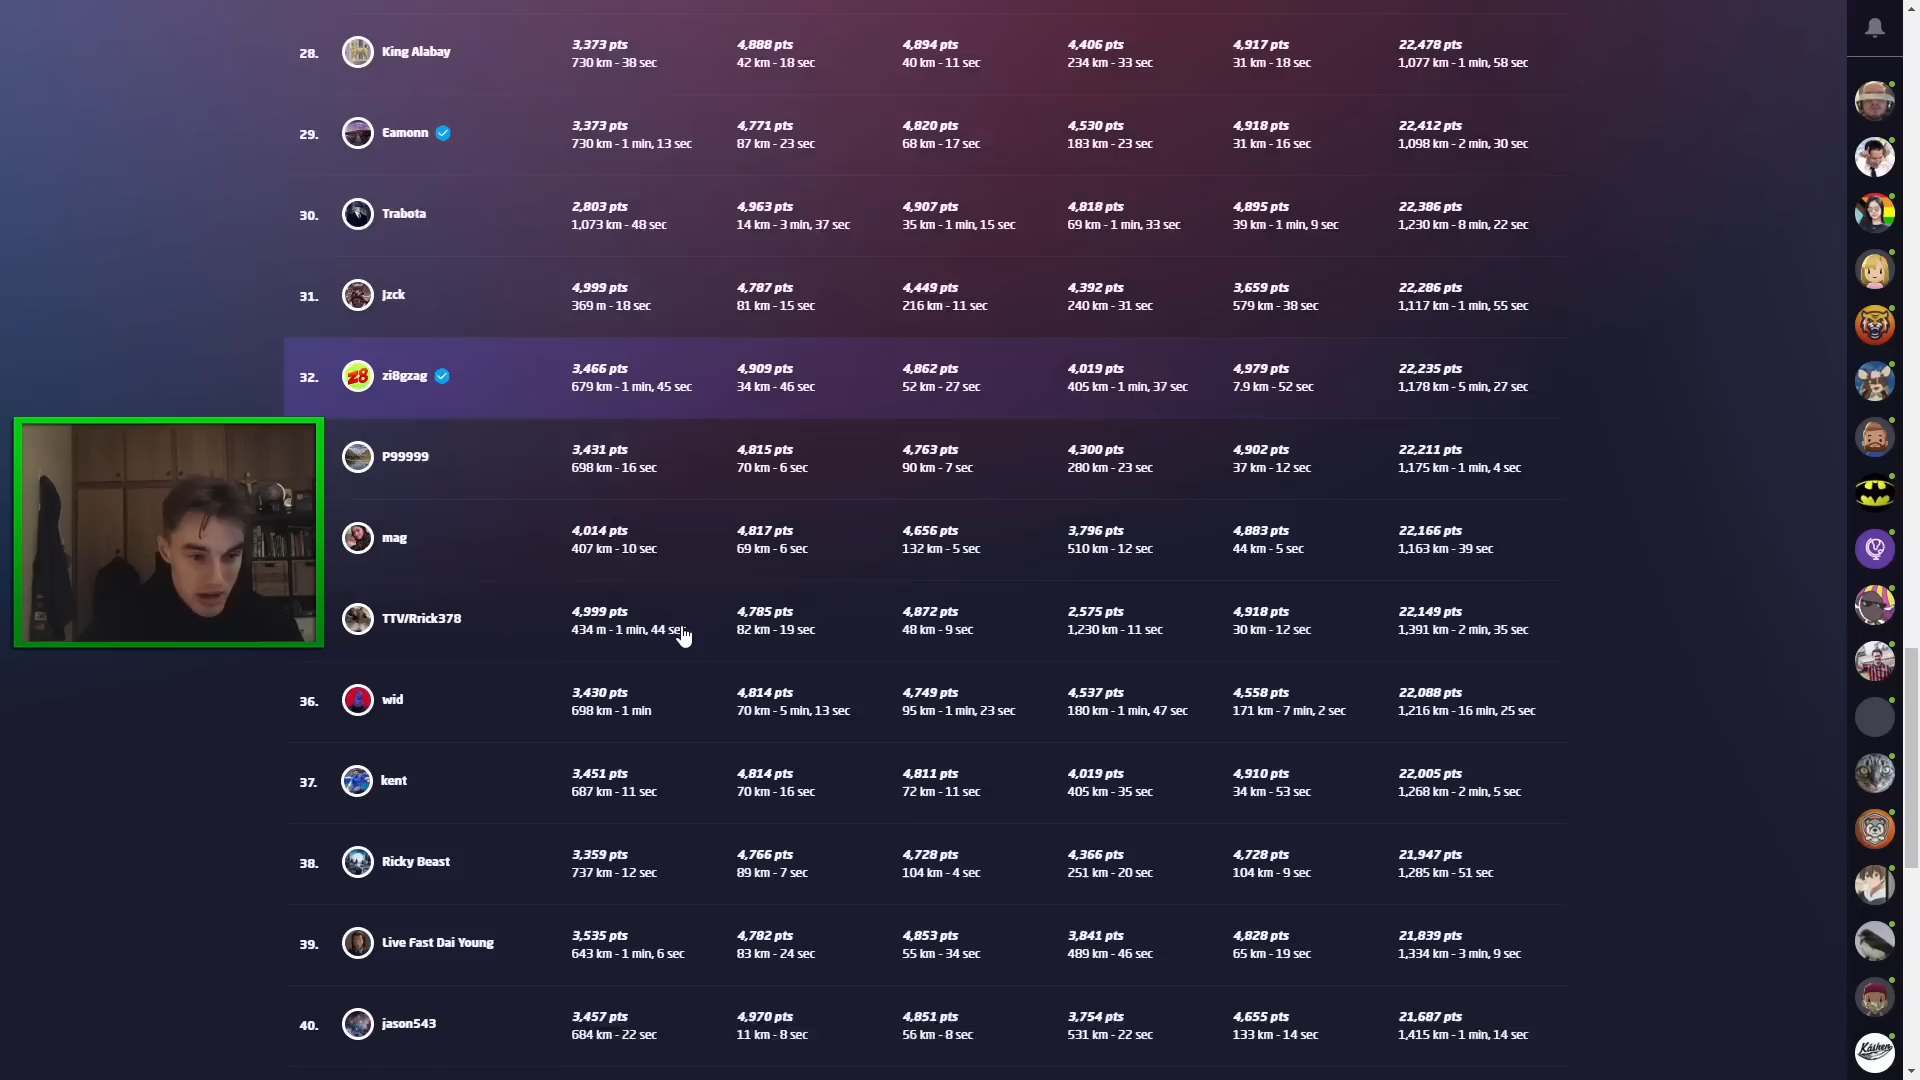 28. King Alabay 3,373 pts 4,888 pts 4,894 pts 4,406 pts 4,917 pts 22,478 pts
730 km - 38 sec 42 km - 18 sec 40 km - 11 sec 234 km - 33 sec 31 km - 18 sec 1,077 km - 1 min, 58 sec
29. Eamonn 3,373 pts 4,771 pts 4,820 pts 4,530 pts 4,918 pts 22,412 pts
730 km - 1 min, 13 sec 87 km - 23 sec 68 km - 17 sec 183 km - 23 sec 31 km - 16 sec 1,098 km - 2 min, 30 sec
30. Trabota 2,803 pts 4,963 pts 4,907 pts 4,818 pts 4,895 pts 22,386 pts
1,073 km - 48 sec 14 km - 3 min, 37 sec 35 km - 1 min, 15 sec 69 km - 1 min, 33 sec 39 km - 1 min, 9 sec 1,230 km - 8 min, 22 sec
31. Jzck 4,999 pts 4,787 pts 4,449 pts 4,392 pts 3,659 pts 22,286 pts
369 m - 18 sec 81 km - 15 sec 216 km - 11 sec 240 km - 31 sec 579 km - 38 sec 1,117 km - 1 min, 55 sec
32. z8 zi8gzag 3,466 pts 4,909 pts 4,862 pts 4,019 pts 4,979 pts 22,235 pts
679 km - 1 min, 45 sec 34 km - 46 sec 52 km - 27 sec 405 km - 1 min, 37 sec 7.9 km - 52 sec 1,178 km - 5 min, 27 sec
P99999 3,431 pts 4,815 pts 4,763 pts 4,300 pts 4,902 pts 22,211 pts
698 km - 16 sec 70 km - 6 sec 90 km - 7 sec 280 km - 23 sec 37 km - 12 sec 1,175 km - 1 min, 4 sec
mag 4,014 pts 4,817 pts 4,656 pts 3,796 pts 4,883 pts 22,166 pts
407 km - 10 sec 69 km - 6 sec 132 km - 5 sec 510 km - 12 sec 44 km - 5 sec 1,163 km - 39 sec
TTV/Rrick378 4,999 pts 4,785 pts 4,872 pts 2,575 pts 4,918 pts 22,149 pts
434 m - 1 min, 44 sec 82 km - 19 sec 48 km - 9 sec 1,230 km - 11 sec 30 km - 12 sec 1,391 km - 2 min, 35 sec
36. wid 3,430 pts 4,814 pts 4,749 pts 4,537 pts 4,558 pts 22,088 pts
698 km - 1 min 70 km - 5 min, 13 sec 95 km - 1 min, 23 sec 180 km - 1 min, 47 sec 171 km - 7 min, 2 sec 1,216 km - 16 min, 25 sec
37. kent 3,451 pts 4,814 pts 4,811 pts 4,019 pts 4,910 pts 22,005 pts
687 km - 11 sec 70 km - 16 sec 72 km - 11 sec 405 km - 35 sec 34 km - 53 sec 1,268 km - 2 min, 5 sec
38. Ricky Beast 3,359 pts 4,766 pts 4,728 pts 4,366 pts 4,728 pts 21,947 pts
737 km - 12 sec 89 km - 7 sec 104 km - 4 sec 251 km - 20 sec 104 km - 9 sec 1,285 km - 51 sec
39. Live Fast Dai Young 3,535 pts 4,782 pts 4,853 pts 3,841 pts 4,828 pts 21,839 pts
643 km - 1 min, 6 sec 83 km - 24 sec 55 km - 34 sec 489 km - 46 sec 65 km - 19 sec 1,334 km - 3 min, 9 sec
40. jason543 3,457 pts 4,970 pts 4,851 pts 3,754 pts 4,655 pts 21,687 pts
684 km - 22 sec 11 km - 8 sec 56 km - 8 sec 531 km - 22 sec 133 km - 14 sec 1,415 km - 1 min, 14 sec
Káshen